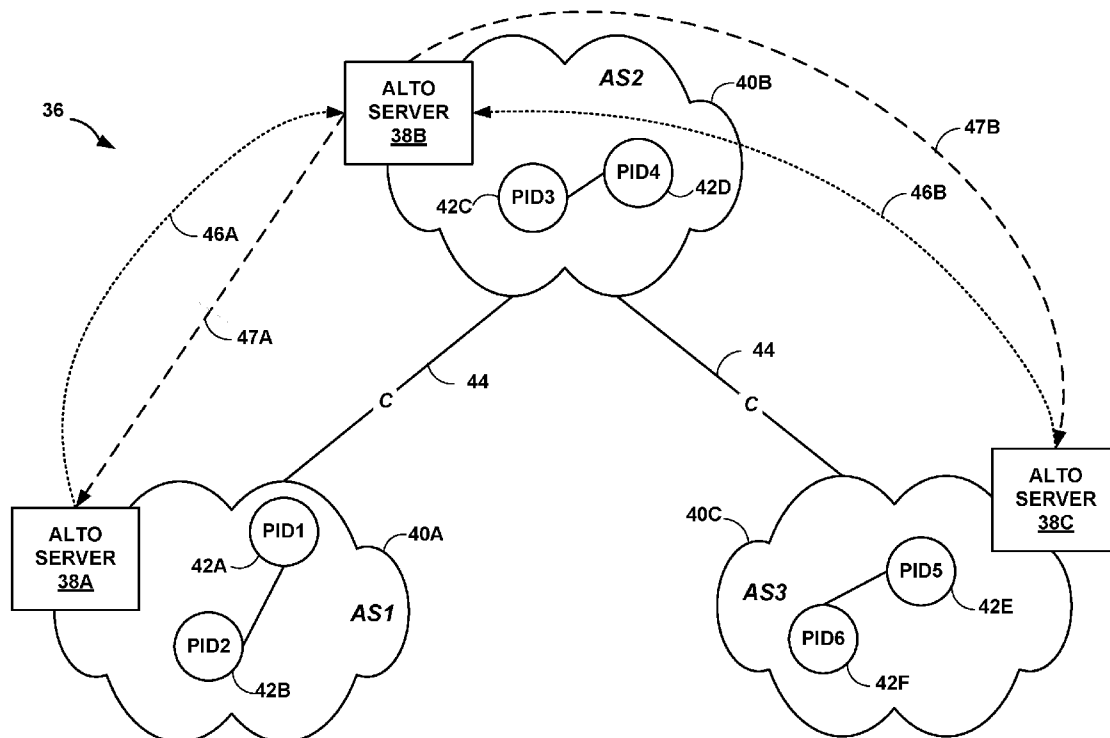 36
ALTO
SERVER
38B
AS2
40B
47B
46B
PID3
PID4
42C
42D
46A
47A
44
C
44
C
ALTO
SERVER
38A
PID1
42A
40A
AS1
PID2
42B
ALTO
SERVER
38C
40C
AS3
PID5
42E
PID6
42F